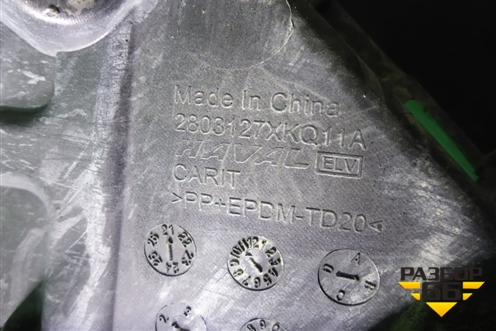 Made In China
2803127XKQ11A
HAVAL ELV
CARIT
>PP+EPDM-TD20<
РАЗБОР
66